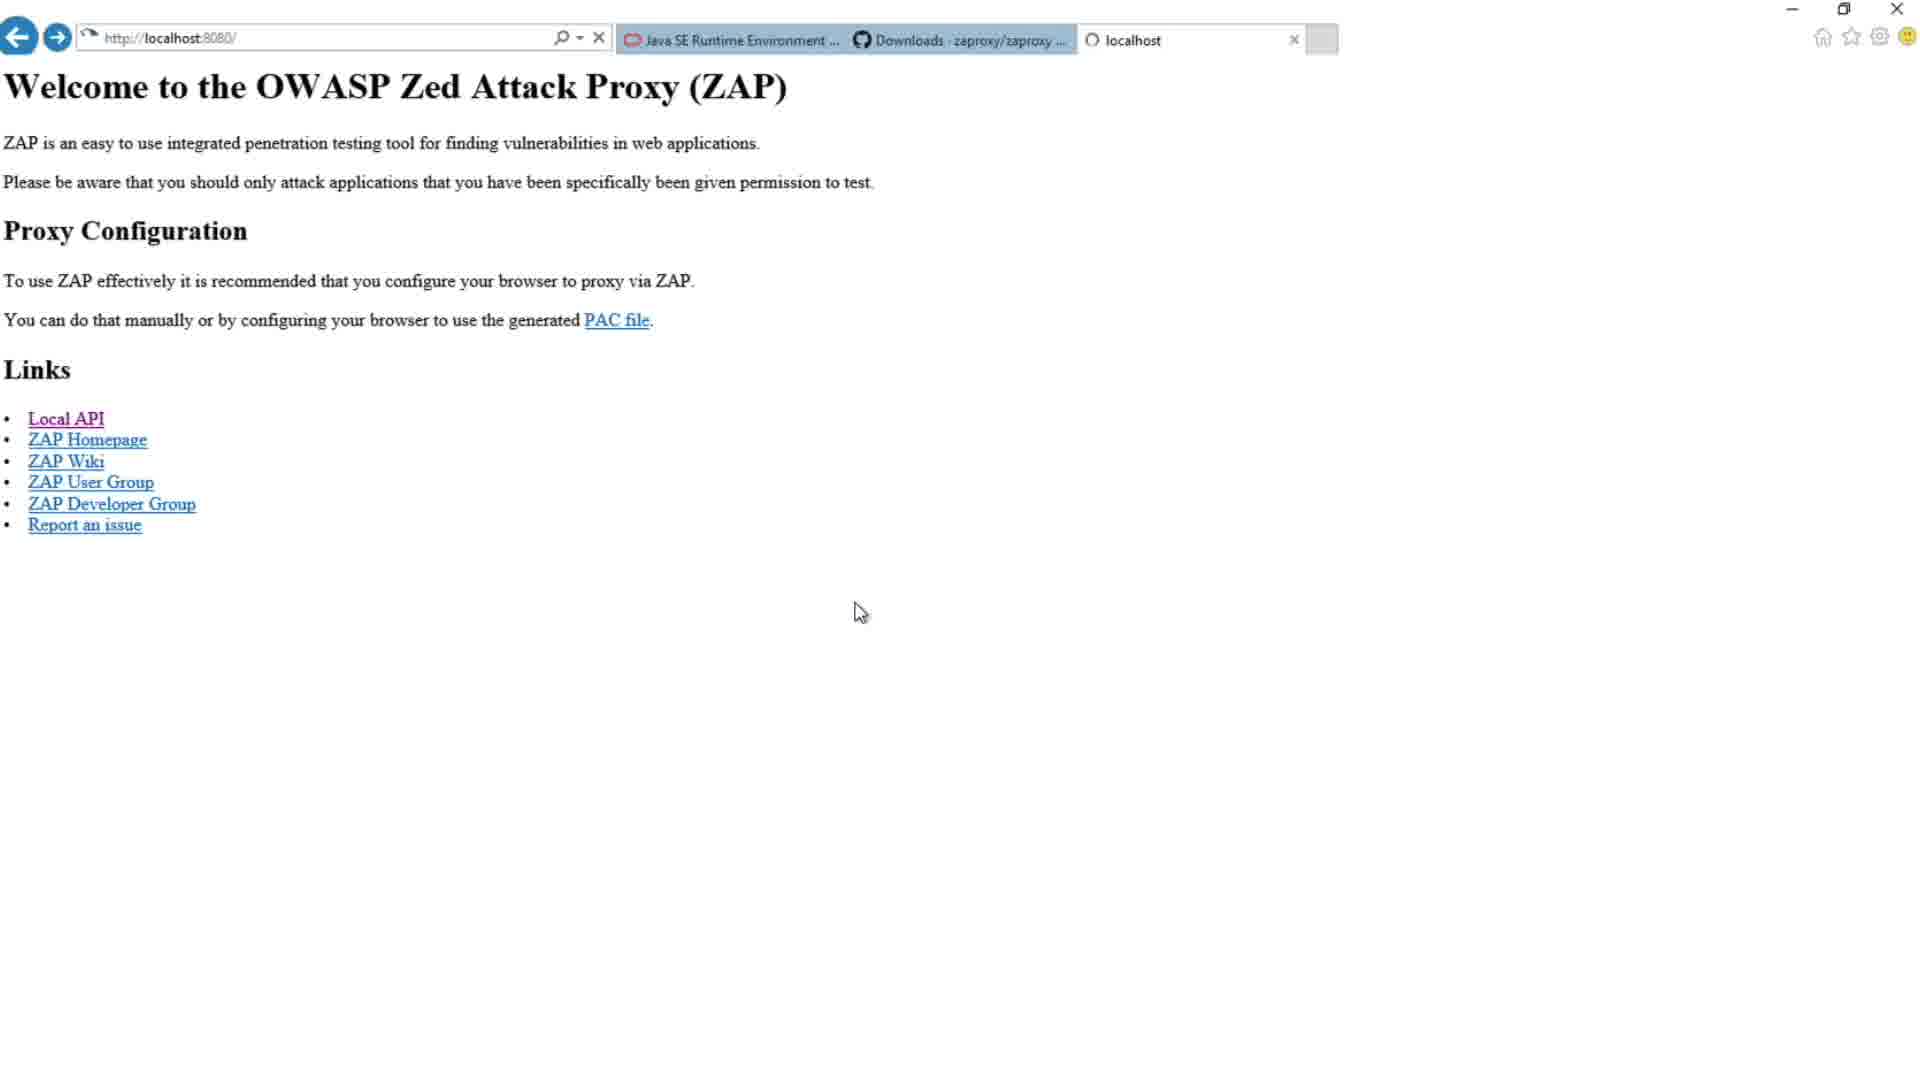 http://localhost:8080/
Java SE Runtime Environment ...
Downloads · zaproxy/zaproxy ...
localhost
Welcome to the OWASP Zed Attack Proxy (ZAP)
ZAP is an easy to use integrated penetration testing tool for finding vulnerabilities in web applications.
Please be aware that you should only attack applications that you have been specifically been given permission to test.
Proxy Configuration
To use ZAP effectively it is recommended that you configure your browser to proxy via ZAP.
You can do that manually or by configuring your browser to use the generated PAC file.
Links
• Local API
• ZAP Homepage
• ZAP Wiki
• ZAP User Group
• ZAP Developer Group
• Report an issue